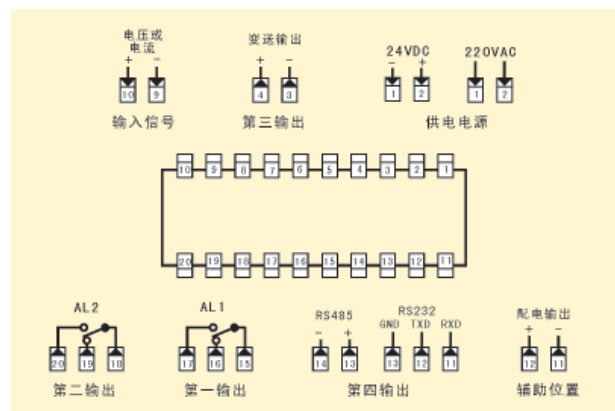 电压或
电流
+ −
10 9
输入信号
变送输出
+ −
4 3
第三输出
24VDC
− +
1 2
220VAC
1 2
供电电源
10 9 8 7 6 5 4 3 2 1
20 19 18 17 16 15 14 13 12 11
AL2
20 19 18
第二输出
AL1
17 16 15
第一输出
RS485
− +
14 13
RS232
GND TXD RXD
13 12 11
第四输出
配电输出
+ −
12 11
辅助位置